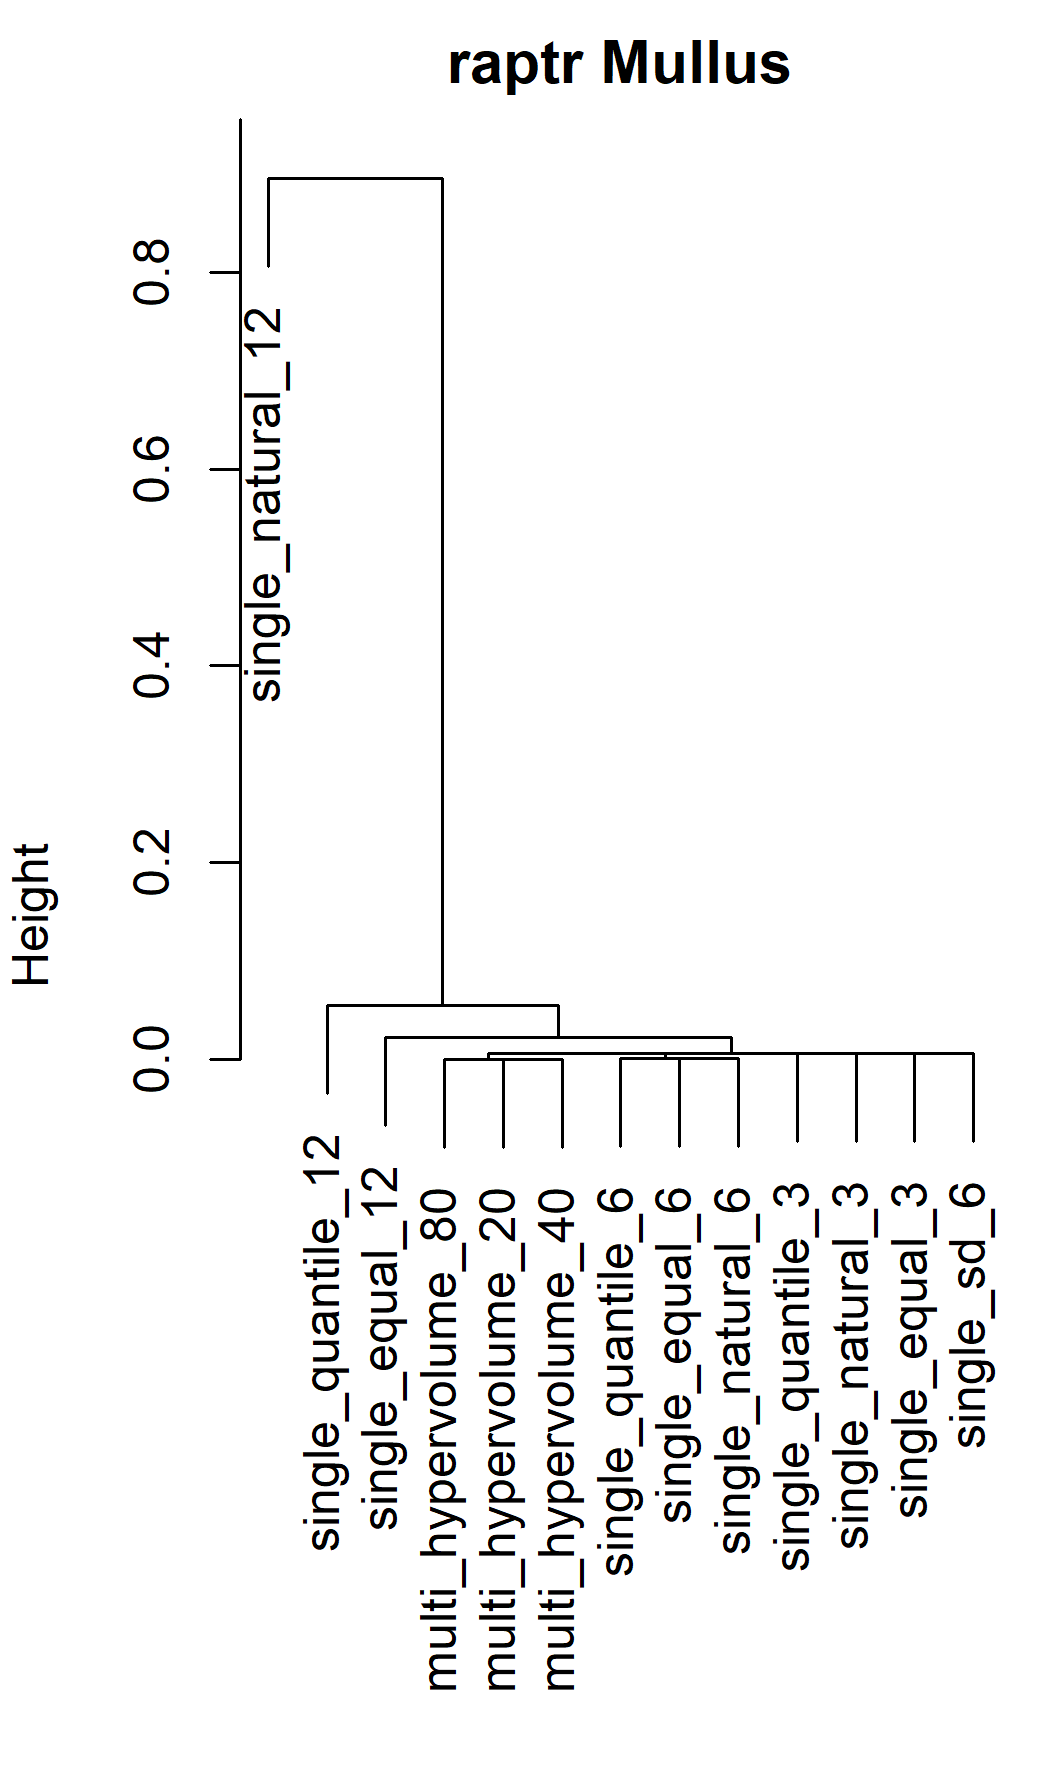 raptr Mullus
Height
0.0
0.2
0.4
0.6
0.8
single_natural_12
single_quantile_12
single_equal_12
multi_hypervolume_80
multi_hypervolume_20
multi_hypervolume_40
single_quantile_6
single_equal_6
single_natural_6
single_quantile_3
single_natural_3
single_equal_3
single_sd_6